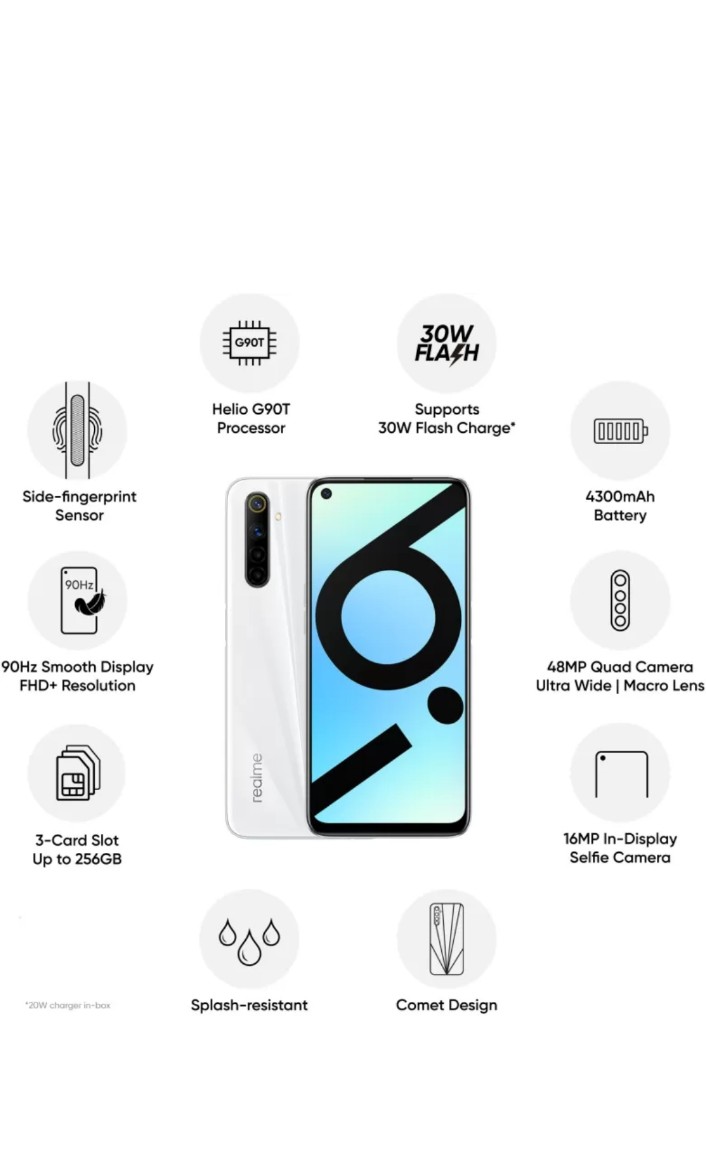 G90T
Helio G90T
Processor
30W
FLASH
Supports
30W Flash Charge*
Side-fingerprint
Sensor
4300mAh
Battery
90Hz
90Hz Smooth Display
FHD+ Resolution
48MP Quad Camera
Ultra Wide | Macro Lens
realme
6i
3-Card Slot
Up to 256GB
16MP In-Display
Selfie Camera
Splash-resistant
Comet Design
*20W charger in-box